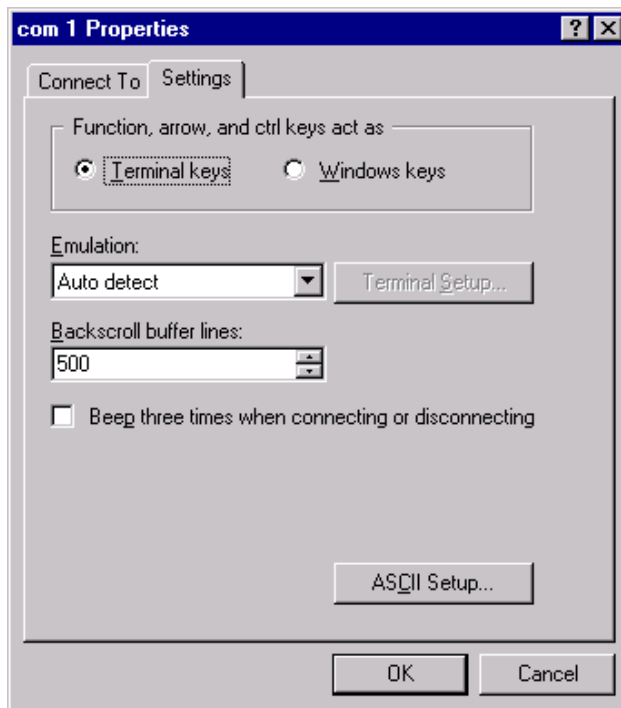 com 1 Properties
Connect To Settings
Function, arrow, and ctrl keys act as
Terminal keys Windows keys
Emulation:
Auto detect Terminal Setup...
Backscroll buffer lines:
500
Beep three times when connecting or disconnecting
ASCII Setup...
OK Cancel